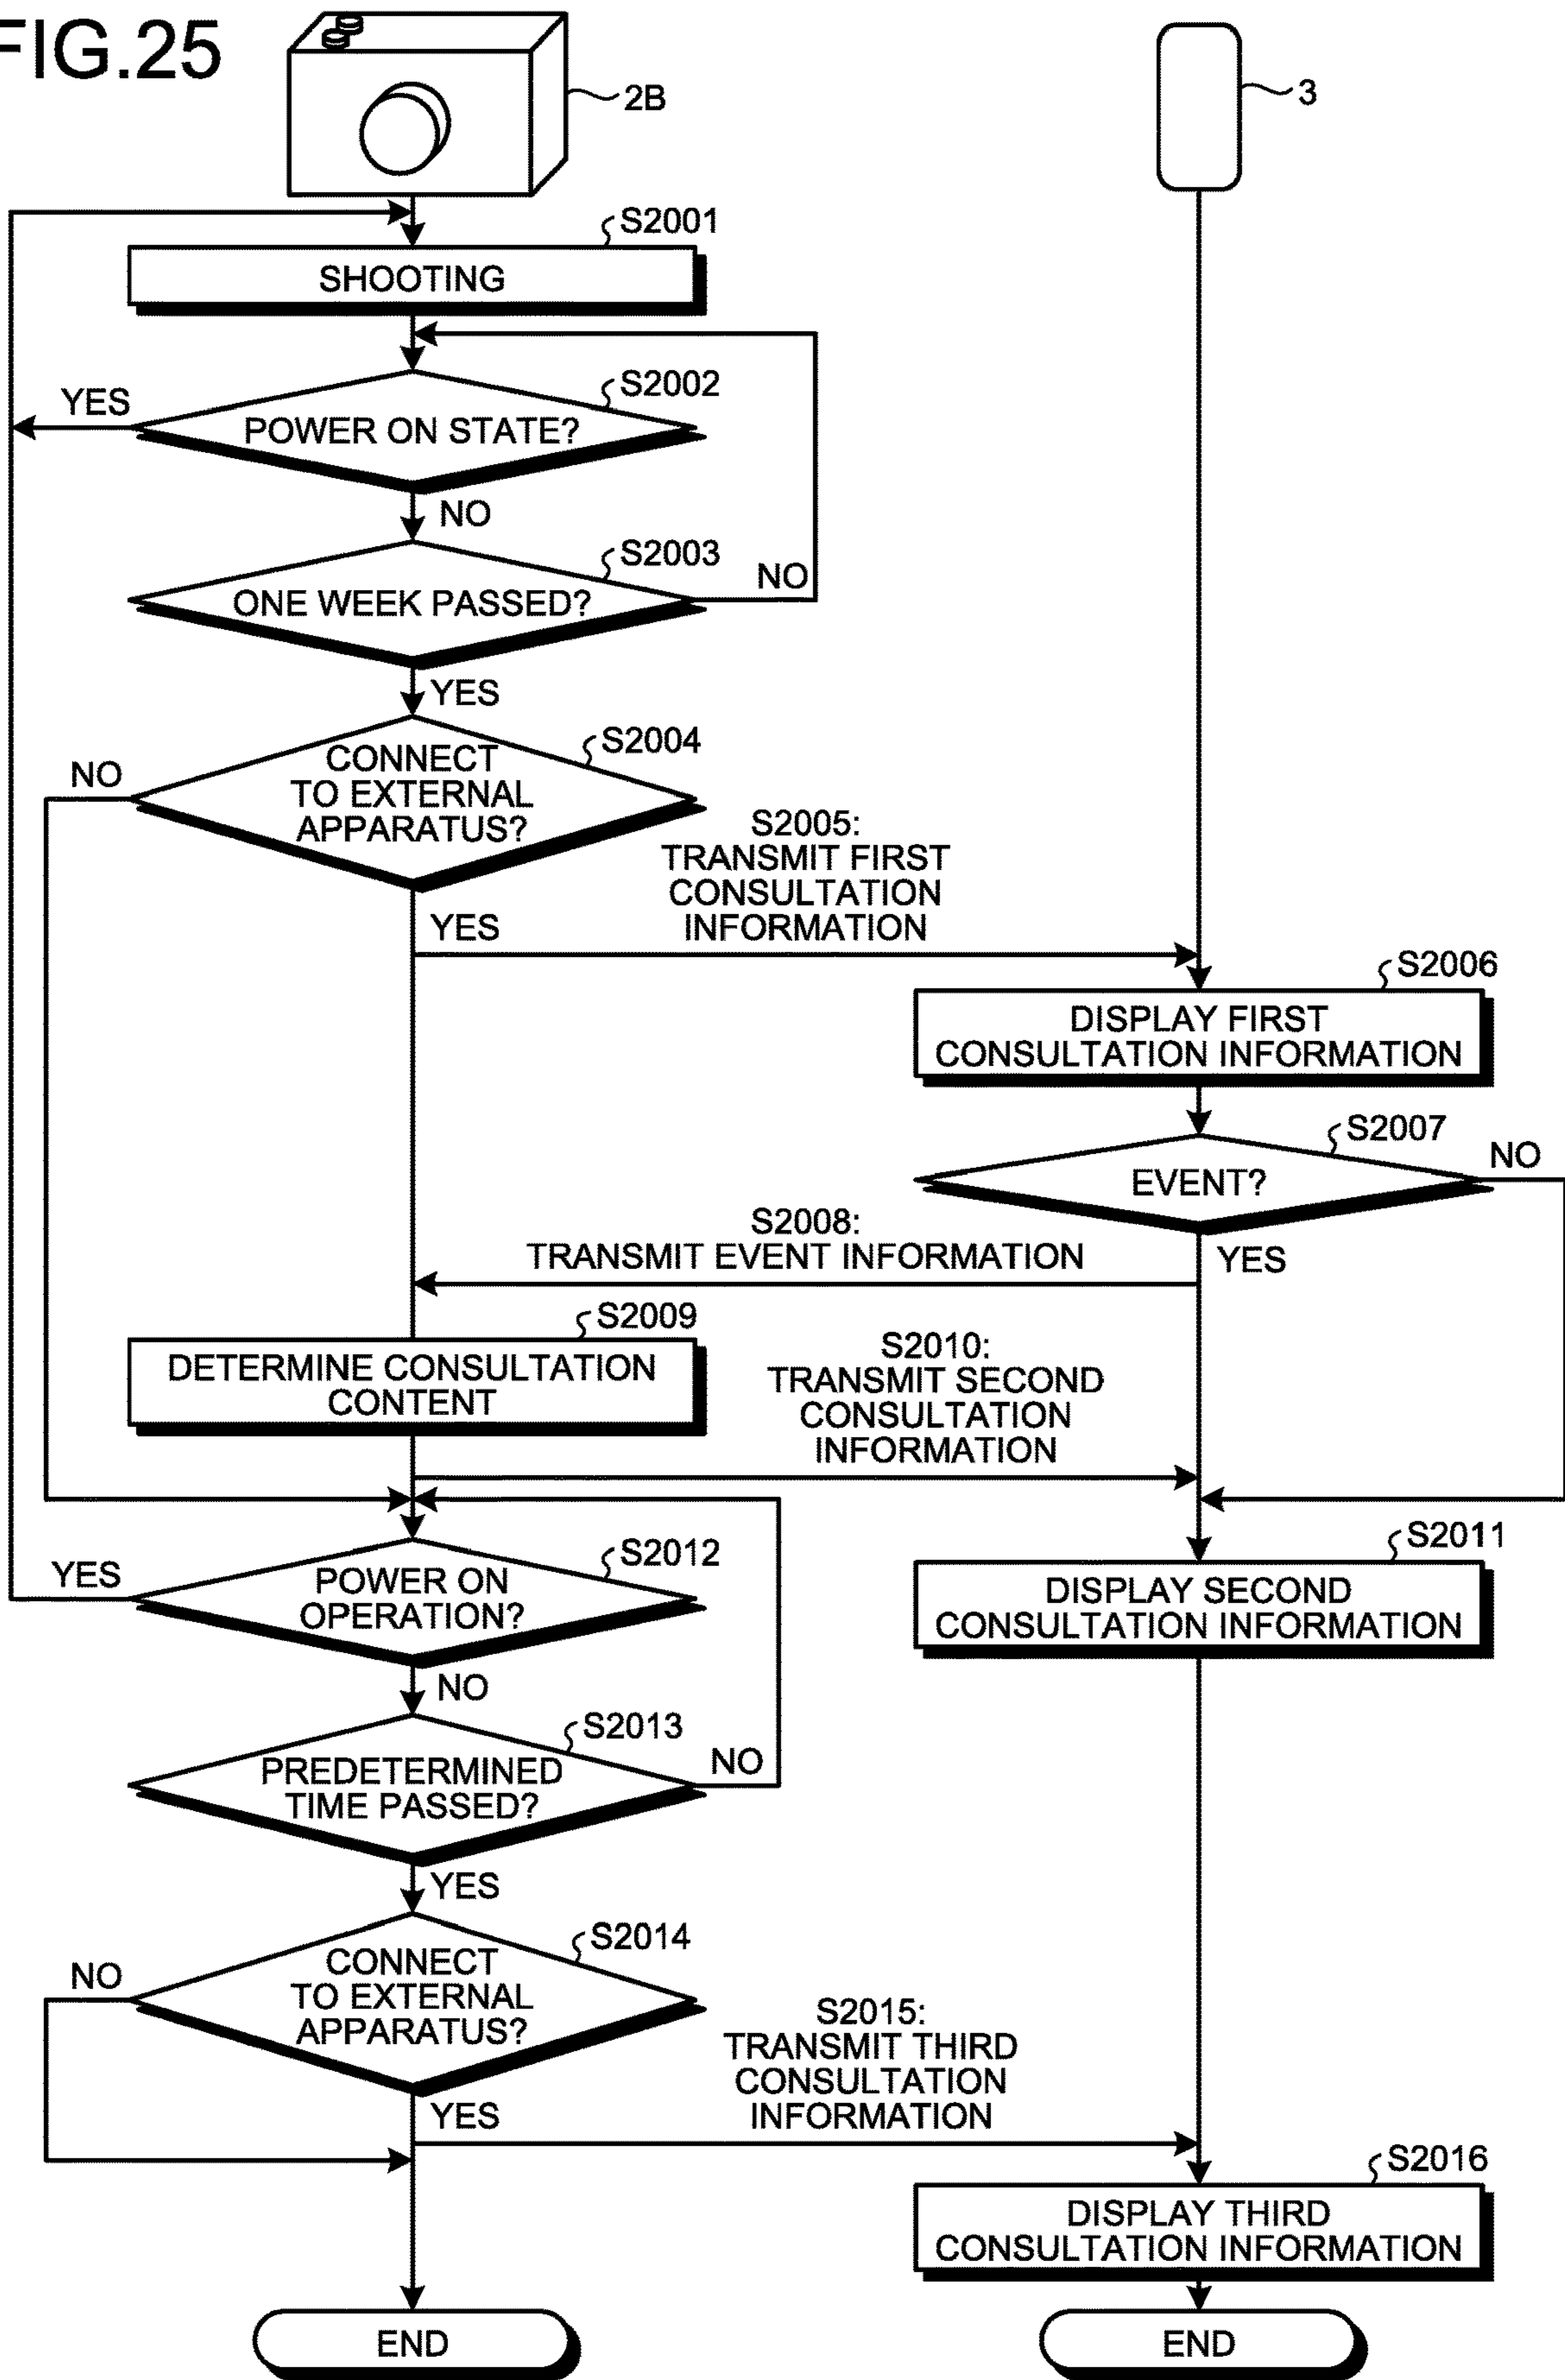 FIG.25
2B
3
S2001
SHOOTING
S2002
YES
POWER ON STATE?
NO
S2003
NO
ONE WEEK PASSED?
YES
S2004
NO
CONNECT
TO EXTERNAL
APPARATUS?
S2005:
TRANSMIT FIRST
CONSULTATION
INFORMATION
YES
S2006
DISPLAY FIRST
CONSULTATION INFORMATION
S2007
NO
EVENT?
S2008:
TRANSMIT EVENT INFORMATION
YES
S2009
DETERMINE CONSULTATION
CONTENT
S2010:
TRANSMIT SECOND
CONSULTATION
INFORMATION
S2011
DISPLAY SECOND
CONSULTATION INFORMATION
S2012
YES
POWER ON
OPERATION?
NO
S2013
NO
PREDETERMINED
TIME PASSED?
YES
S2014
NO
CONNECT
TO EXTERNAL
APPARATUS?
S2015:
TRANSMIT THIRD
CONSULTATION
INFORMATION
YES
S2016
DISPLAY THIRD
CONSULTATION INFORMATION
END
END